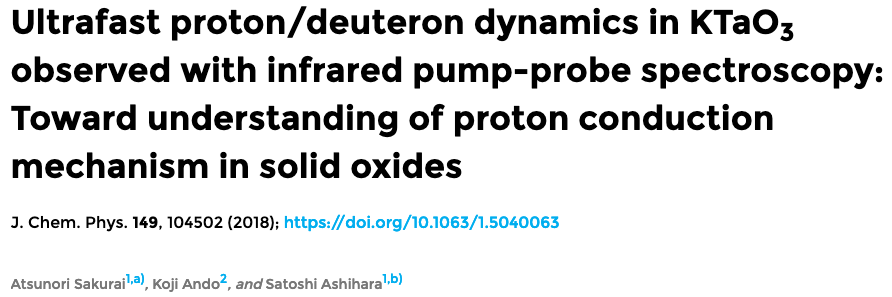 Ultrafast proton/deuteron dynamics in KTaO₃
observed with infrared pump-probe spectroscopy:
Toward understanding of proton conduction
mechanism in solid oxides
J. Chem. Phys. 149, 104502 (2018); https://doi.org/10.1063/1.5040063
Atsunori Sakurai¹,ᵃ⁾, Koji Ando², and Satoshi Ashihara¹,ᵇ⁾